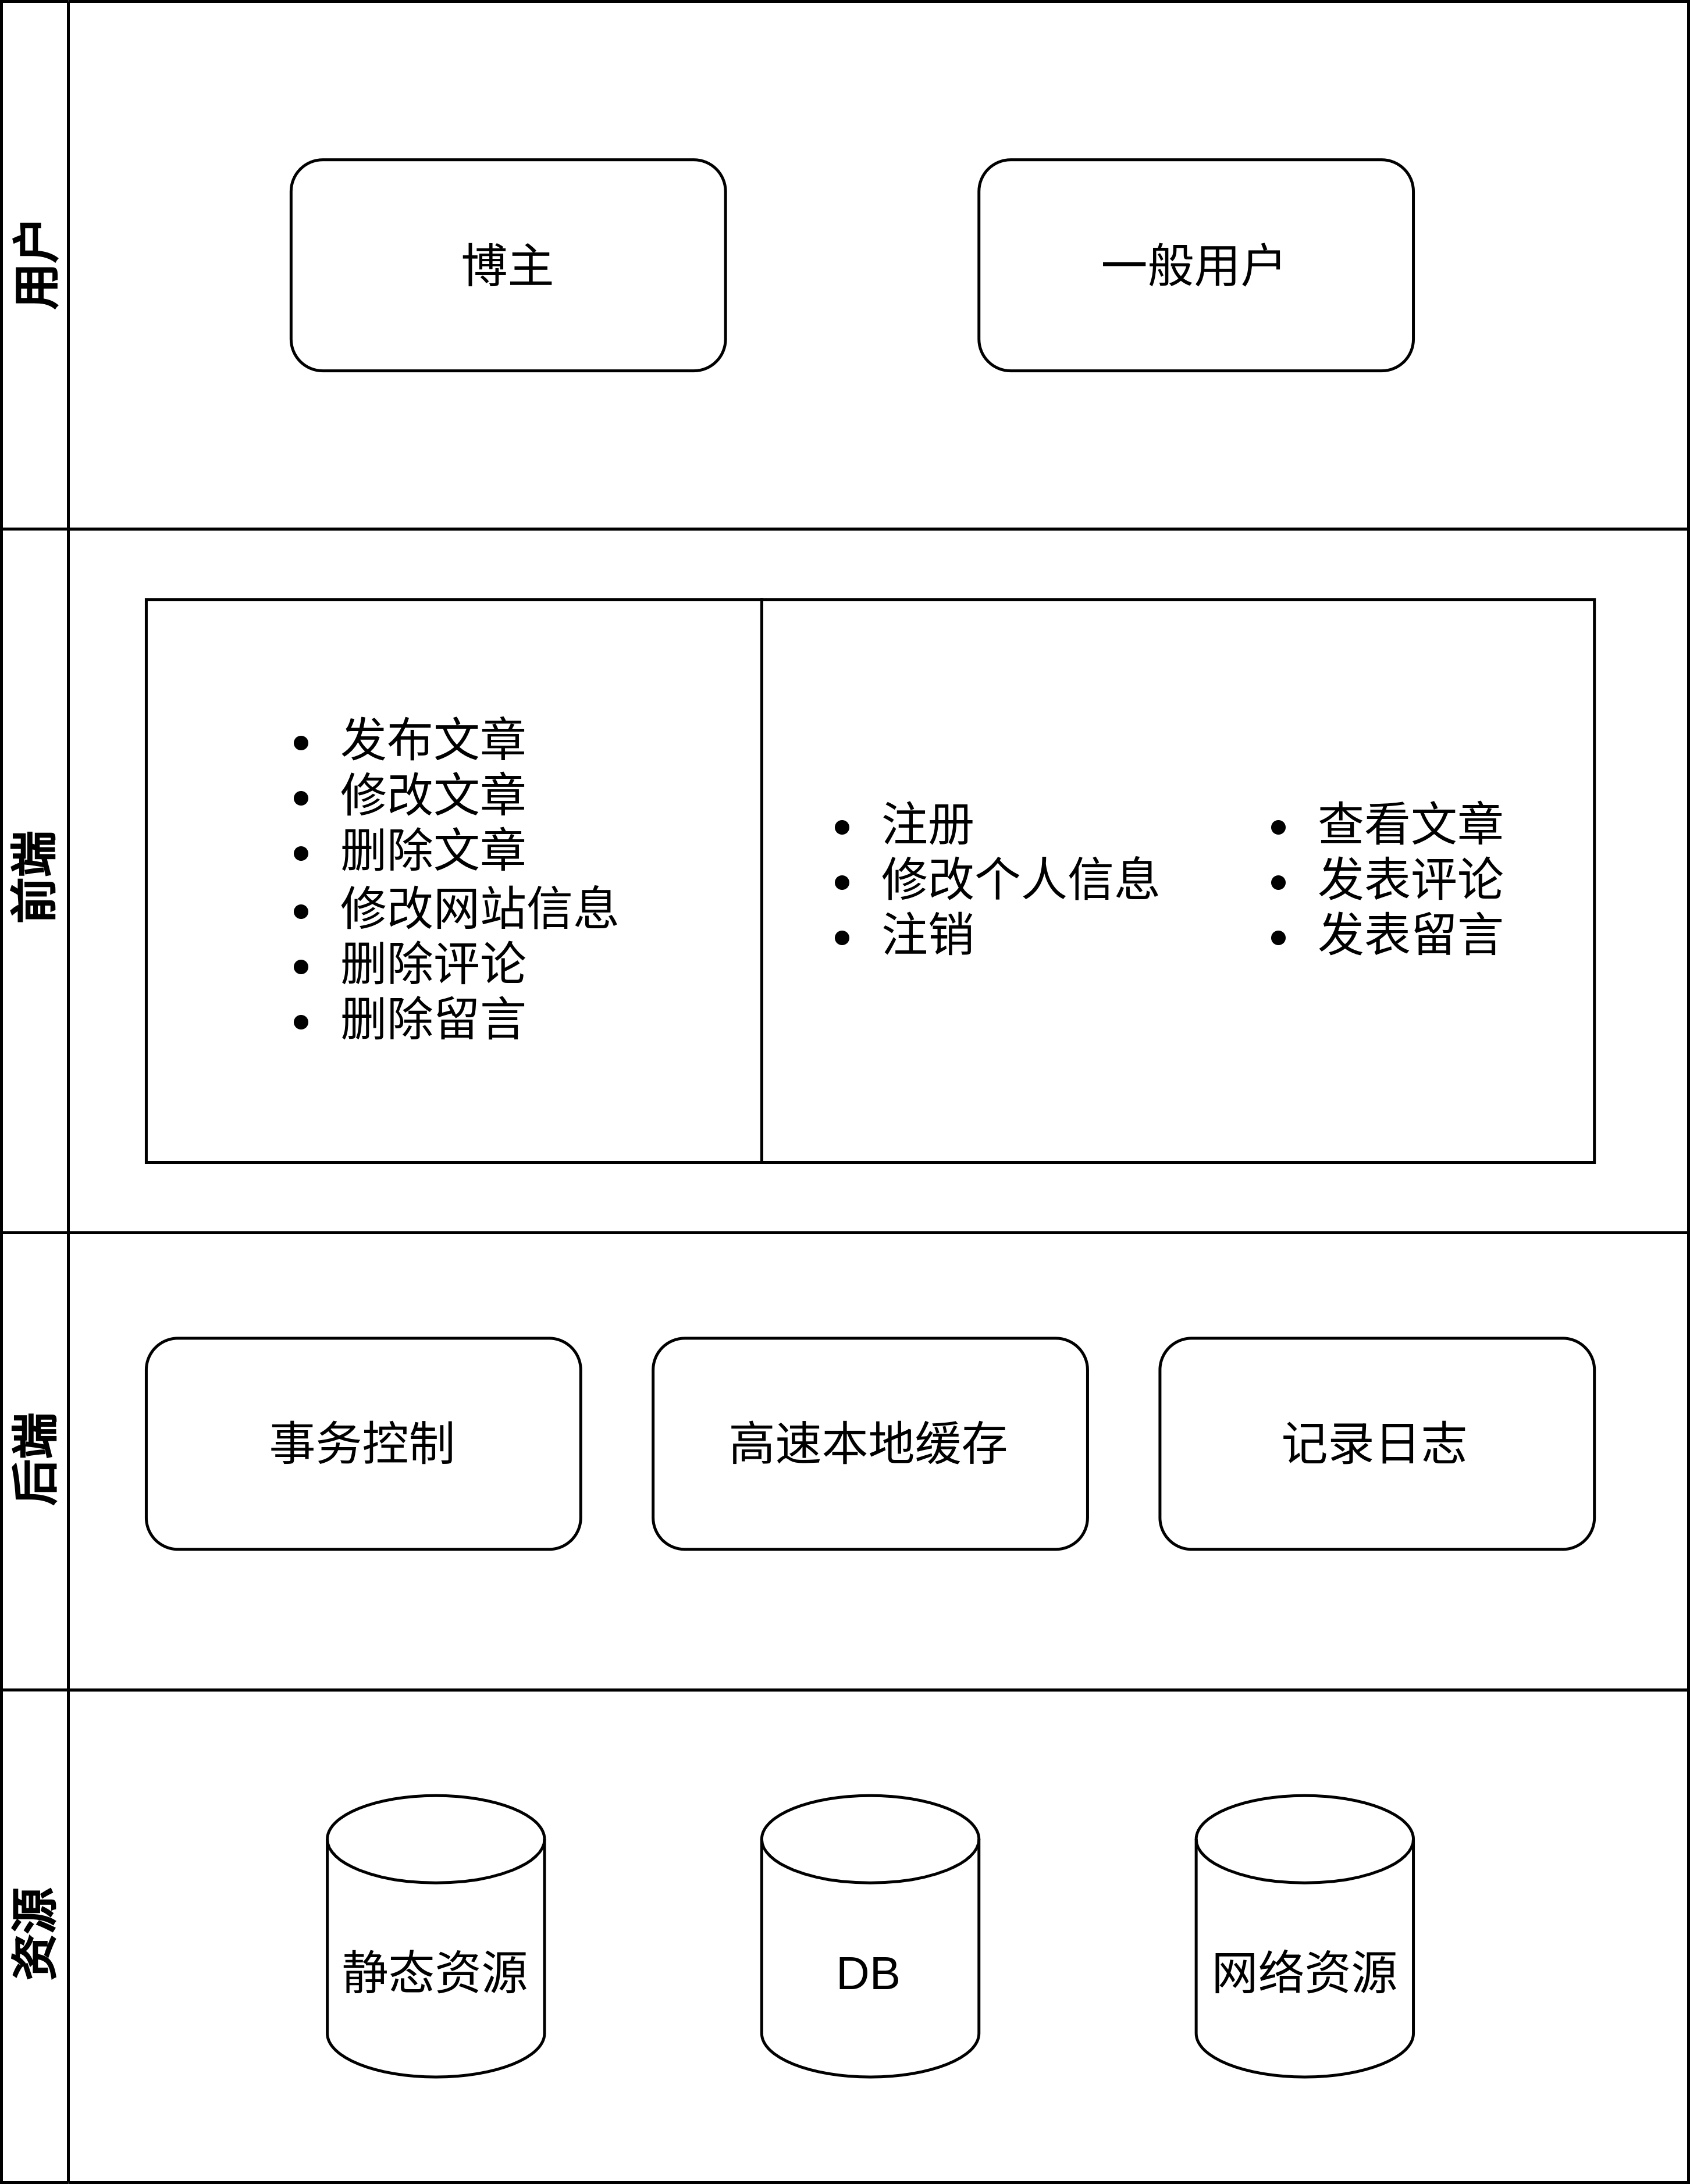 用户
博主
一般用户
前端
发布文章
修改文章
删除文章
修改网站信息
删除评论
删除留言
注册
修改个人信息
注销
查看文章
发表评论
发表留言
后端
事务控制
高速本地缓存
记录日志
资源
静态资源
DB
网络资源